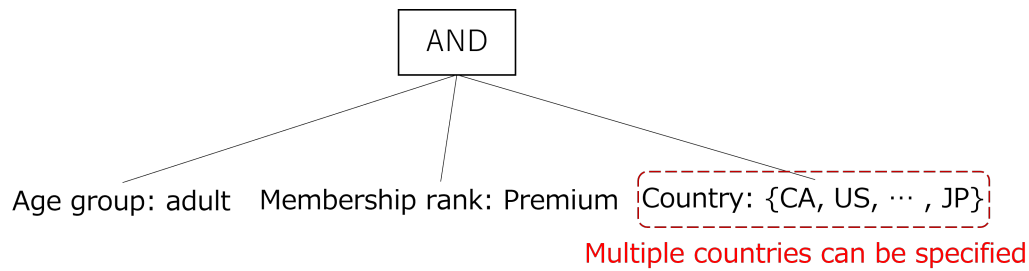 AND
Age group: adult
Membership rank: Premium
Country: {CA, US, ⋯ , JP}
Multiple countries can be specified